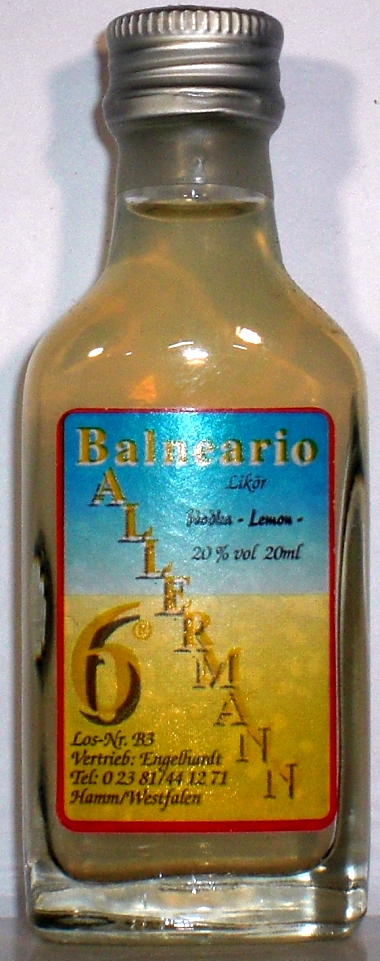 Balneario
Likör
Vodka - Lemon -
20 % vol 20ml
ALLERMANN
6®
Los-Nr. B3
Vertrieb: Engelhardt
Tel: 0 23 81/44 12 71
Hamm/Westfalen